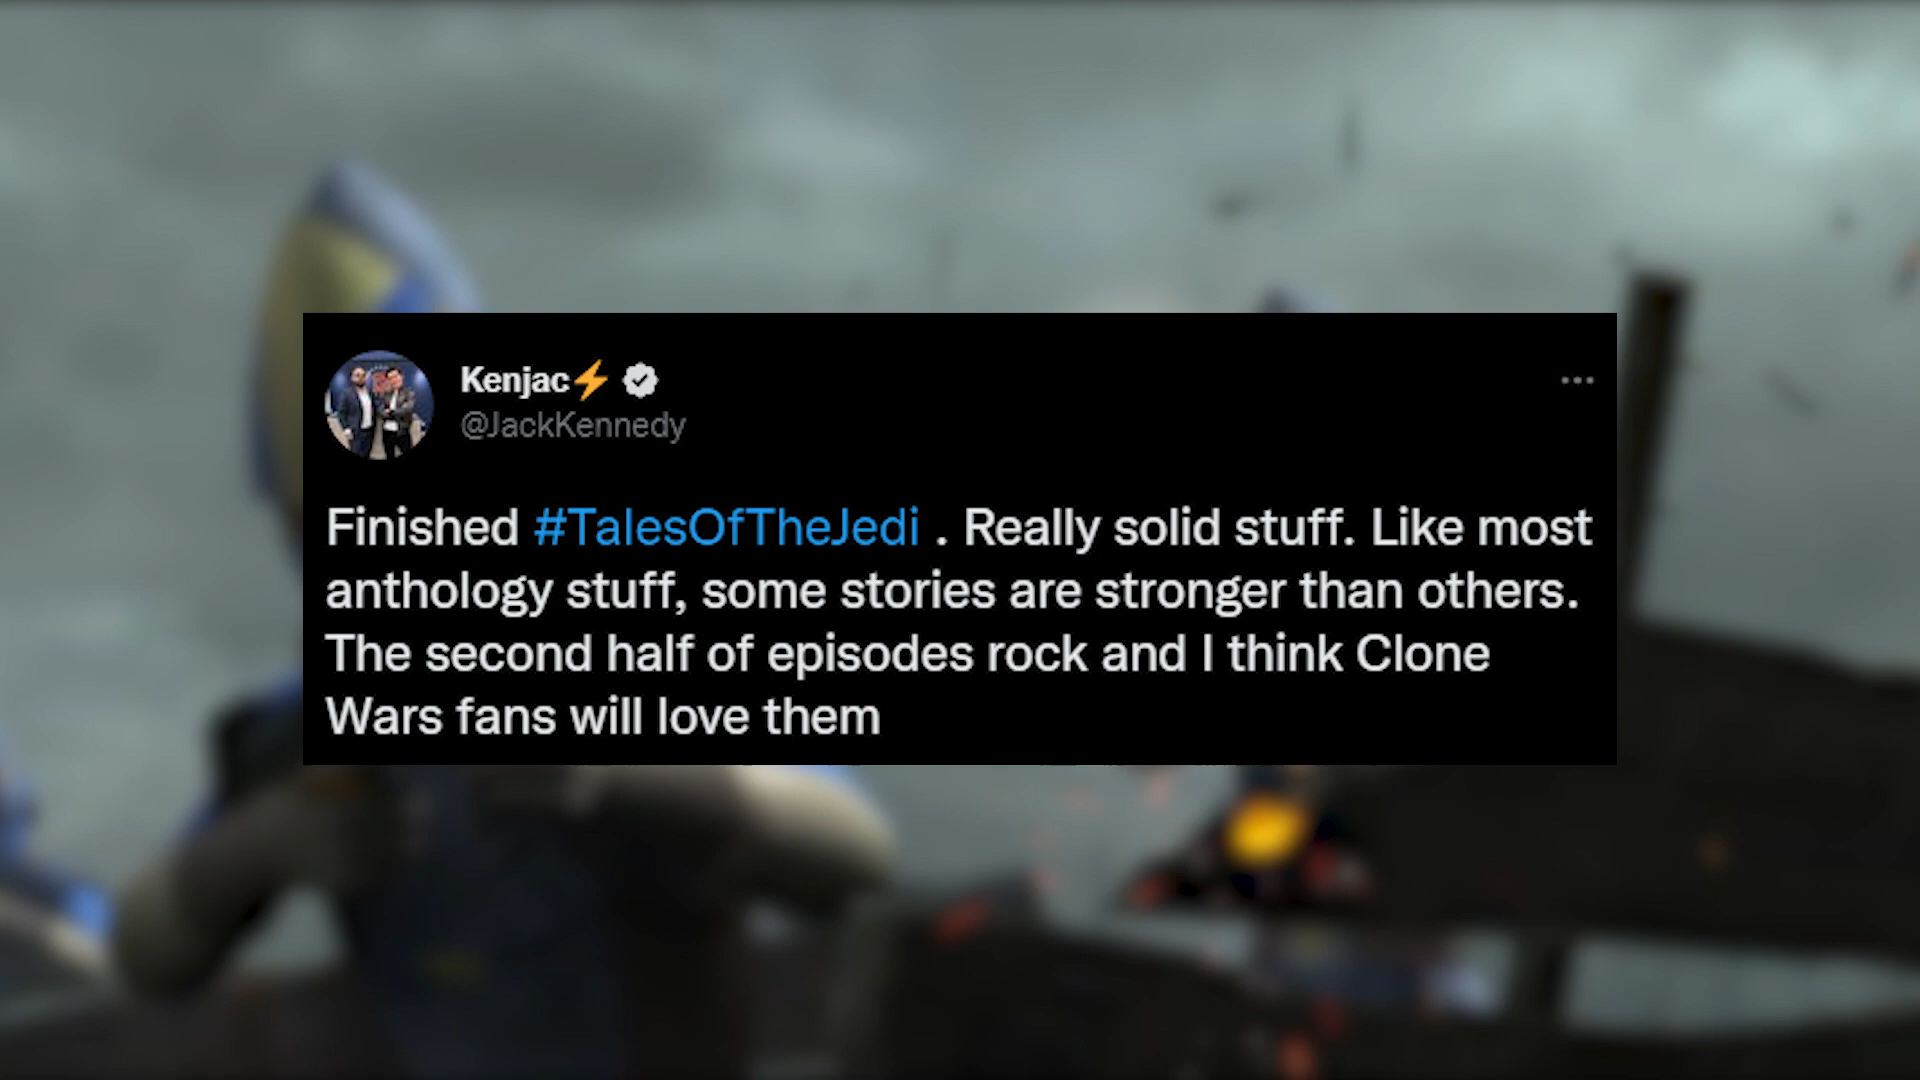 Kenjac⚡
@JackKennedy
Finished #TalesOfTheJedi . Really solid stuff. Like most
anthology stuff, some stories are stronger than others.
The second half of episodes rock and I think Clone
Wars fans will love them